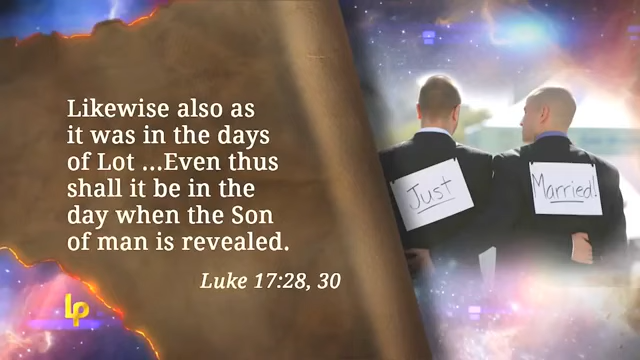 Likewise also as
it was in the days
of Lot ...Even thus
shall it be in the
day when the Son
of man is revealed.
Luke 17:28, 30
Just
Married!
LP